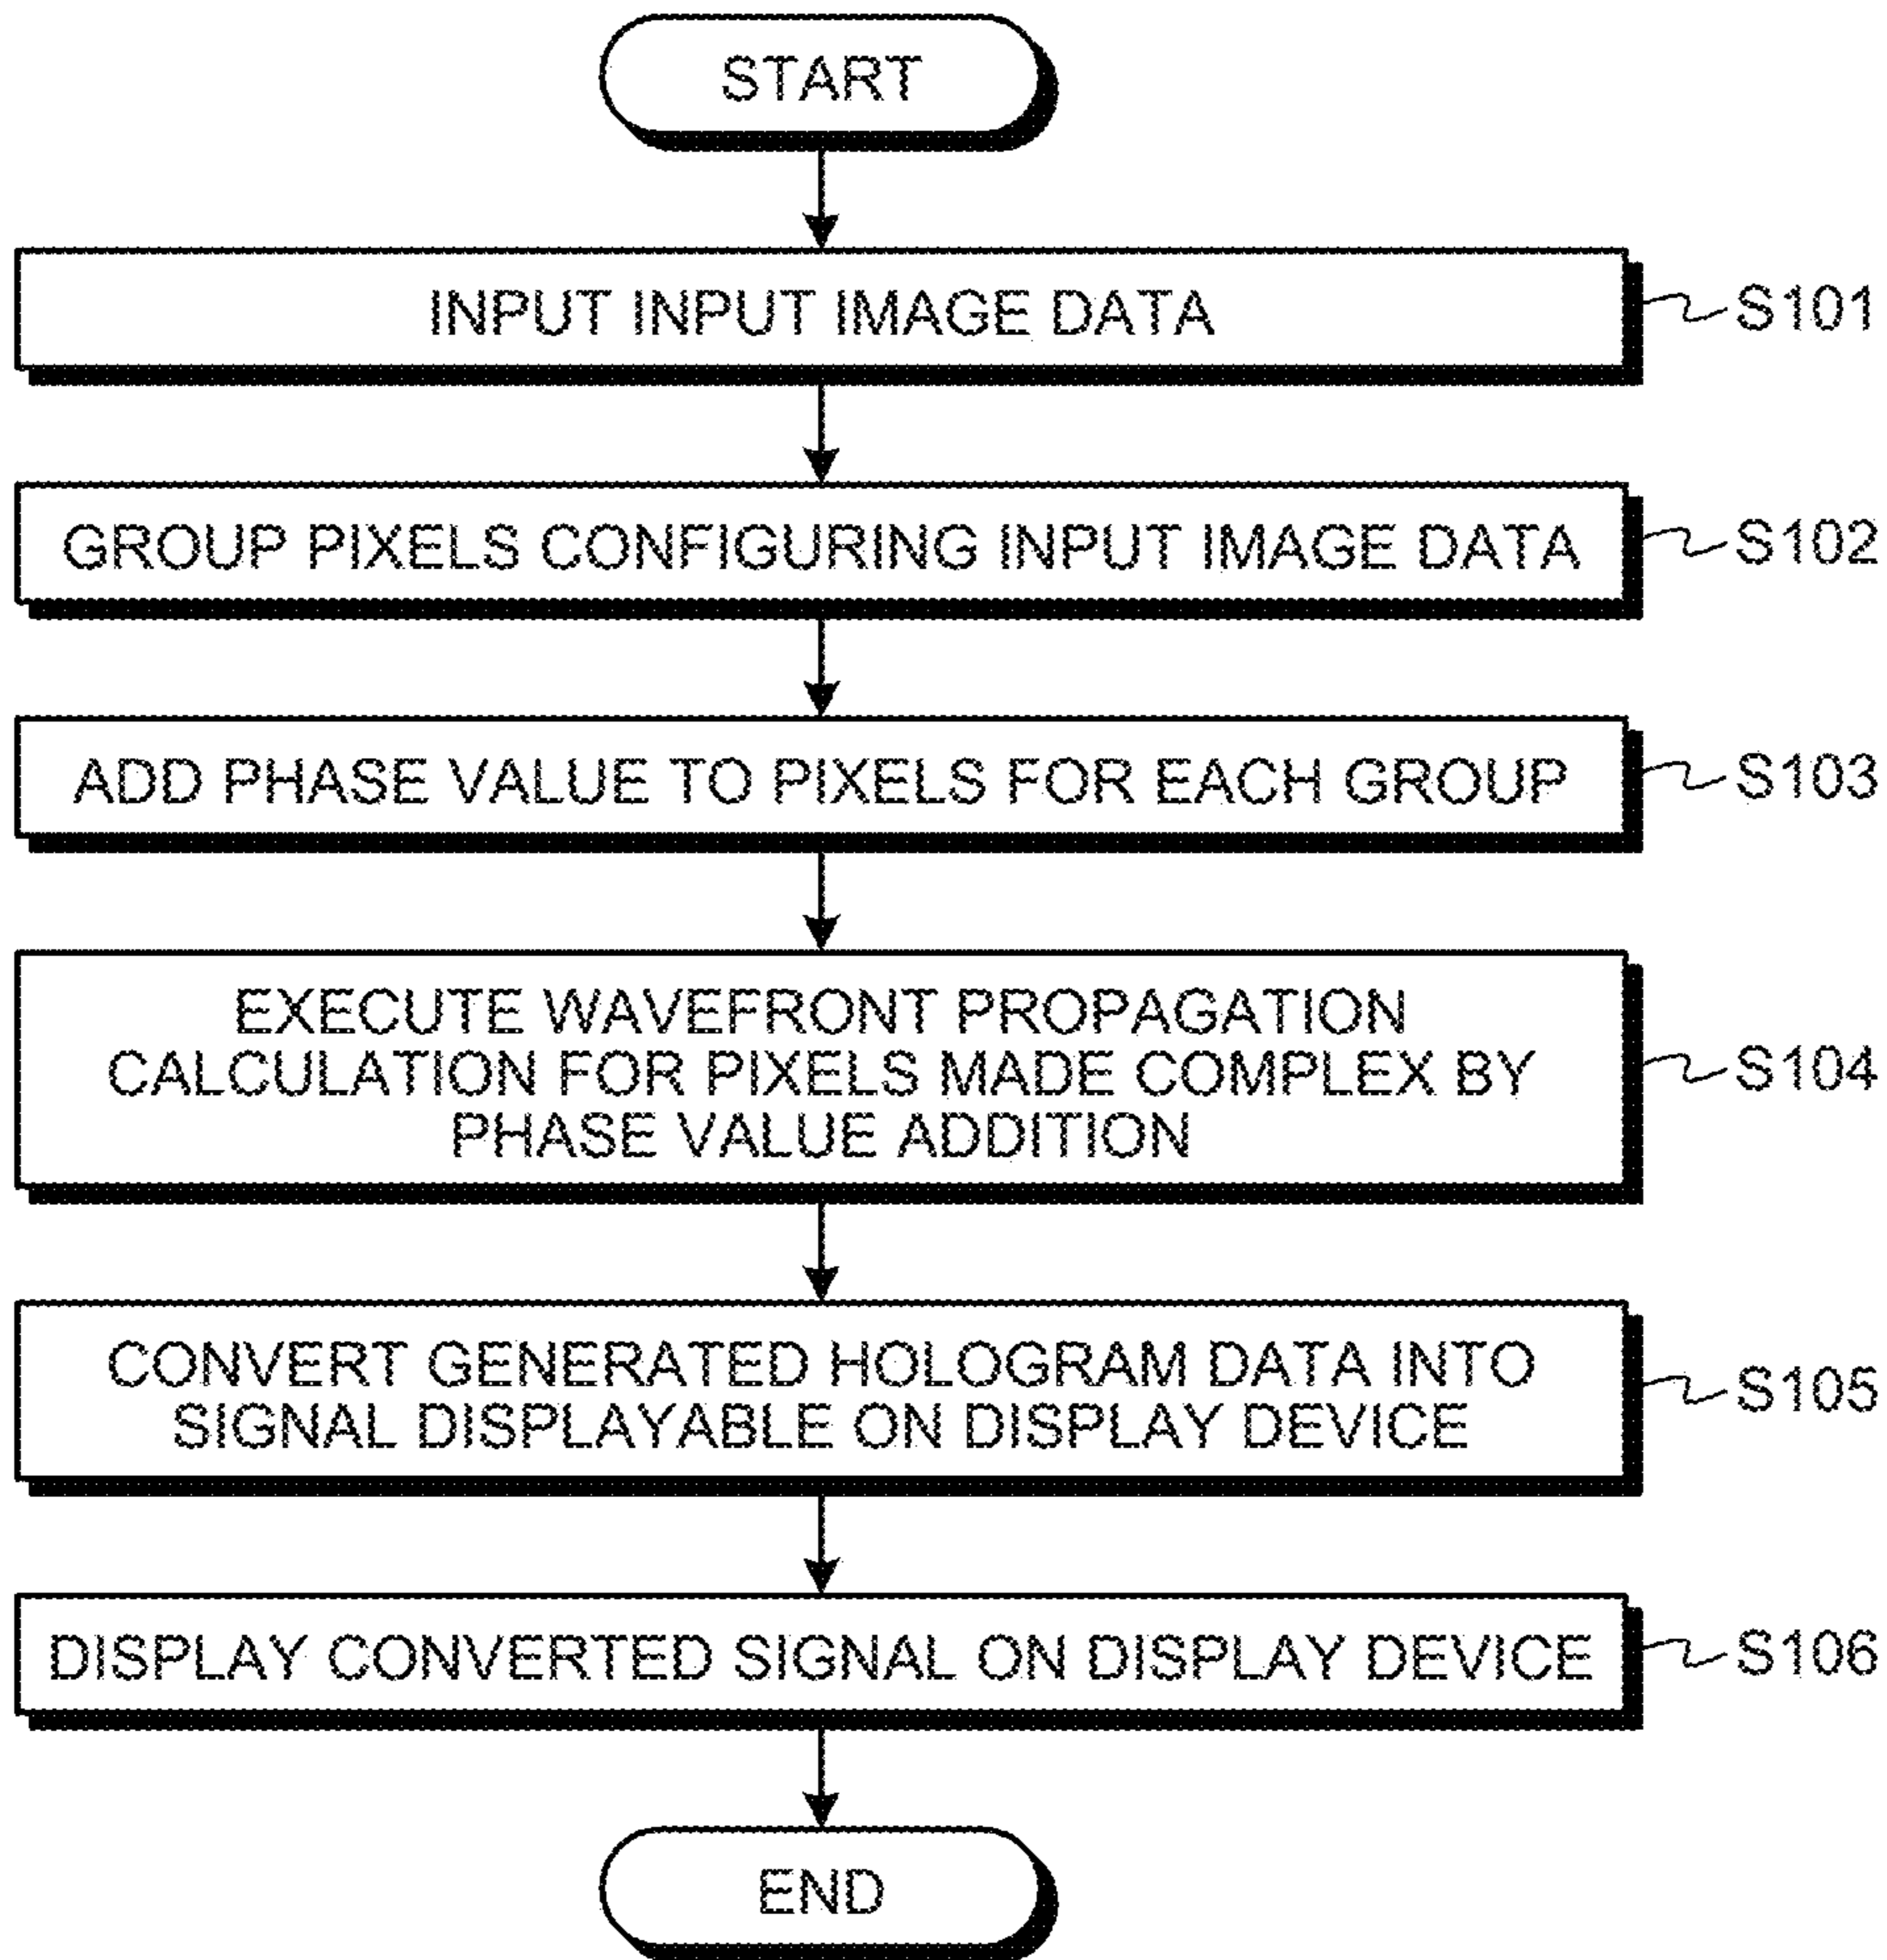 START
INPUT INPUT IMAGE DATA
S101
GROUP PIXELS CONFIGURING INPUT IMAGE DATA
S102
ADD PHASE VALUE TO PIXELS FOR EACH GROUP
S103
EXECUTE WAVEFRONT PROPAGATION
CALCULATION FOR PIXELS MADE COMPLEX BY
PHASE VALUE ADDITION
S104
CONVERT GENERATED HOLOGRAM DATA INTO
SIGNAL DISPLAYABLE ON DISPLAY DEVICE
S105
DISPLAY CONVERTED SIGNAL ON DISPLAY DEVICE
S106
END